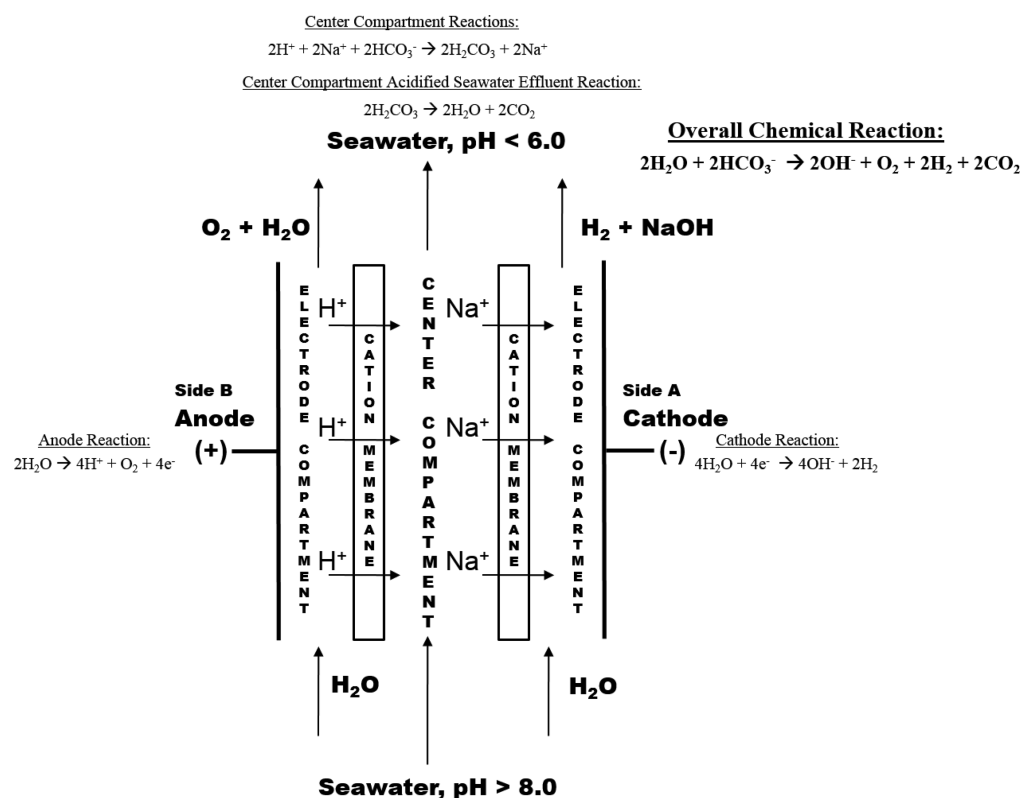 Center Compartment Reactions:
2H⁺ + 2Na⁺ + 2HCO₃⁻ → 2H₂CO₃ + 2Na⁺
Center Compartment Acidified Seawater Effluent Reaction:
2H₂CO₃ → 2H₂O + 2CO₂
Seawater, pH < 6.0
Overall Chemical Reaction:
2H₂O + 2HCO₃⁻ → 2OH⁻ + O₂ + 2H₂ + 2CO₂
O₂ + H₂O
H₂ + NaOH
ELECTRODE COMPARTMENT
H⁺
H⁺
H⁺
CATION MEMBRANE
CENTER COMPARTMENT
Na⁺
Na⁺
Na⁺
CATION MEMBRANE
ELECTRODE COMPARTMENT
Side B
Anode
(+)
Anode Reaction:
2H₂O → 4H⁺ + O₂ + 4e⁻
Side A
Cathode
(-)
Cathode Reaction:
4H₂O + 4e⁻ → 4OH⁻ + 2H₂
H₂O
H₂O
Seawater, pH > 8.0